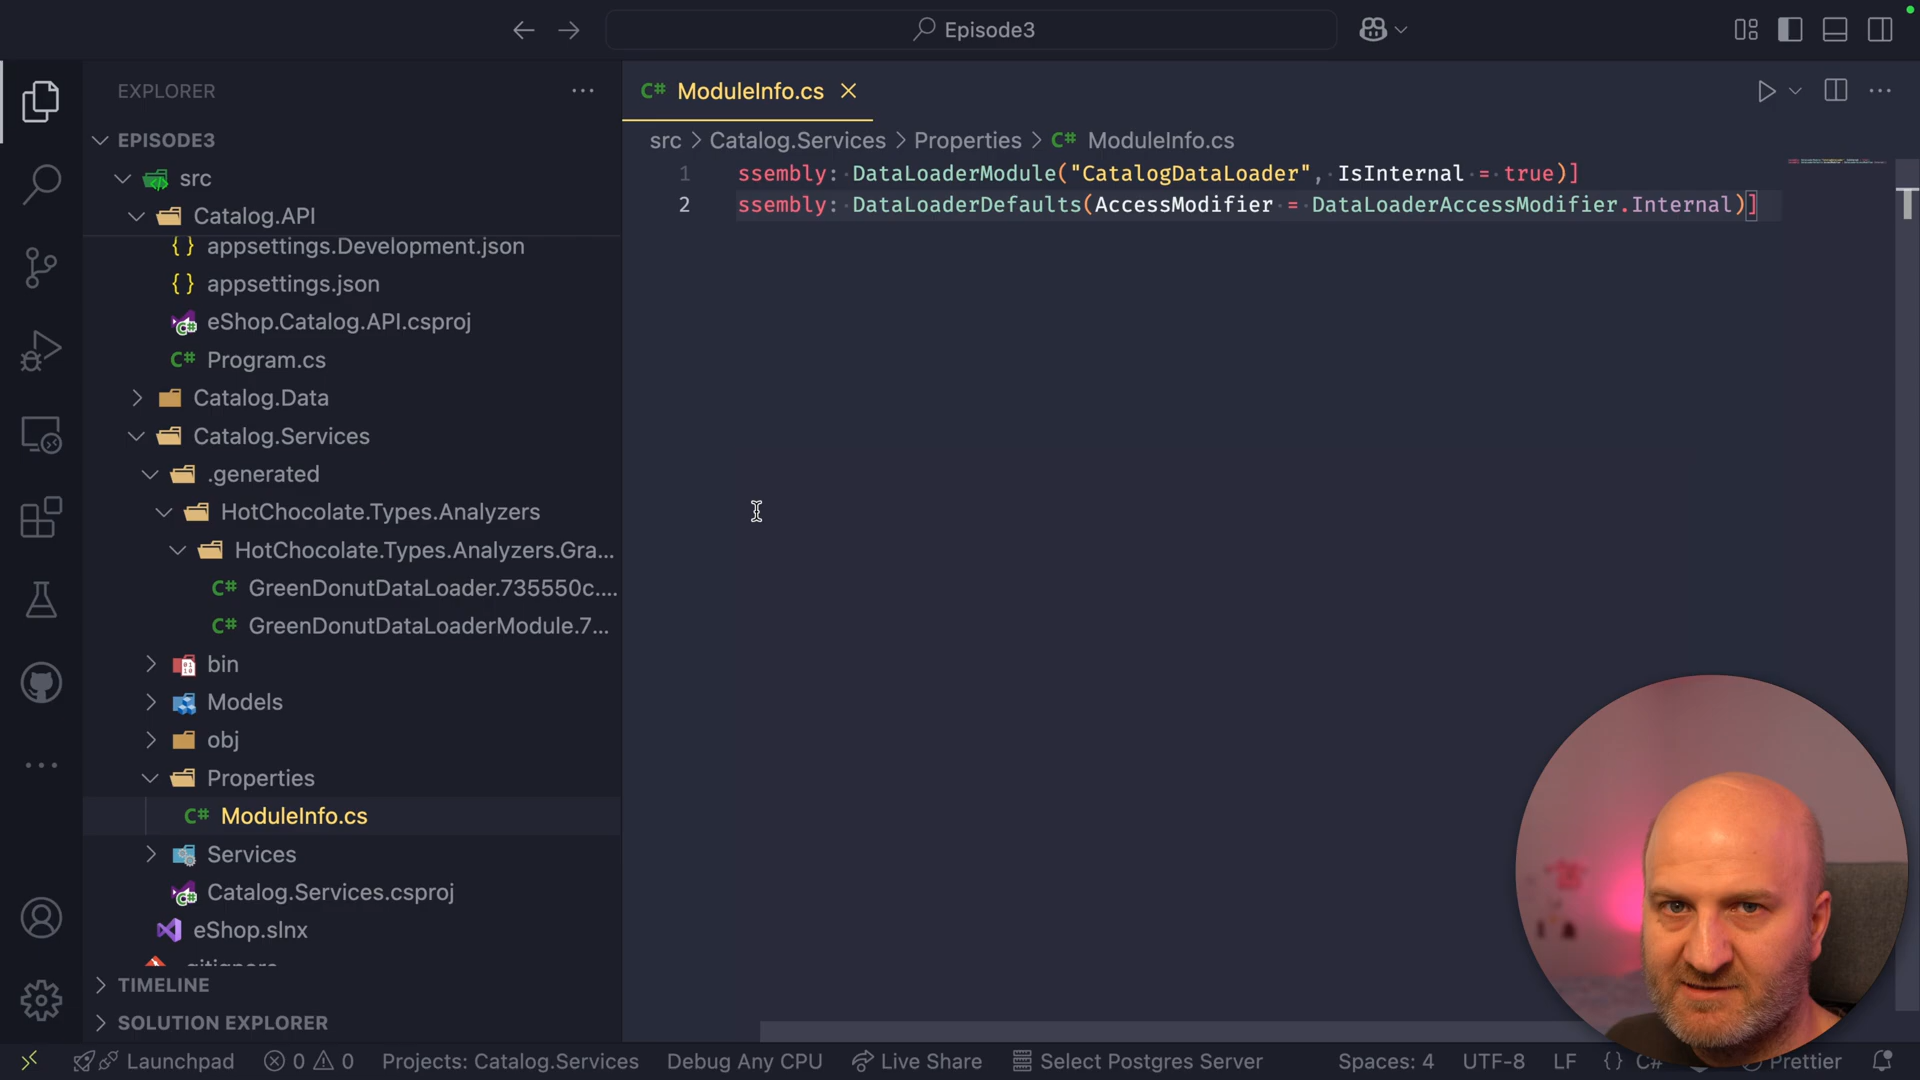 Episode3
EXPLORER
EPISODE3
src
Catalog.API
appsettings.Development.json
appsettings.json
eShop.Catalog.API.csproj
Program.cs
Catalog.Data
Catalog.Services
.generated
HotChocolate.Types.Analyzers
HotChocolate.Types.Analyzers.Gra...
GreenDonutDataLoader.735550c....
GreenDonutDataLoaderModule.7...
bin
Models
obj
Properties
ModuleInfo.cs
Services
Catalog.Services.csproj
eShop.slnx
TIMELINE
SOLUTION EXPLORER
C# ModuleInfo.cs
src > Catalog.Services > Properties > C# ModuleInfo.cs
1 ssembly: DataLoaderModule("CatalogDataLoader", IsInternal = true)]
2 ssembly: DataLoaderDefaults(AccessModifier = DataLoaderAccessModifier.Internal)]
Launchpad 0 0 Projects: Catalog.Services Debug Any CPU Live Share Select Postgres Server Spaces: 4 UTF-8 LF {} C# Prettier